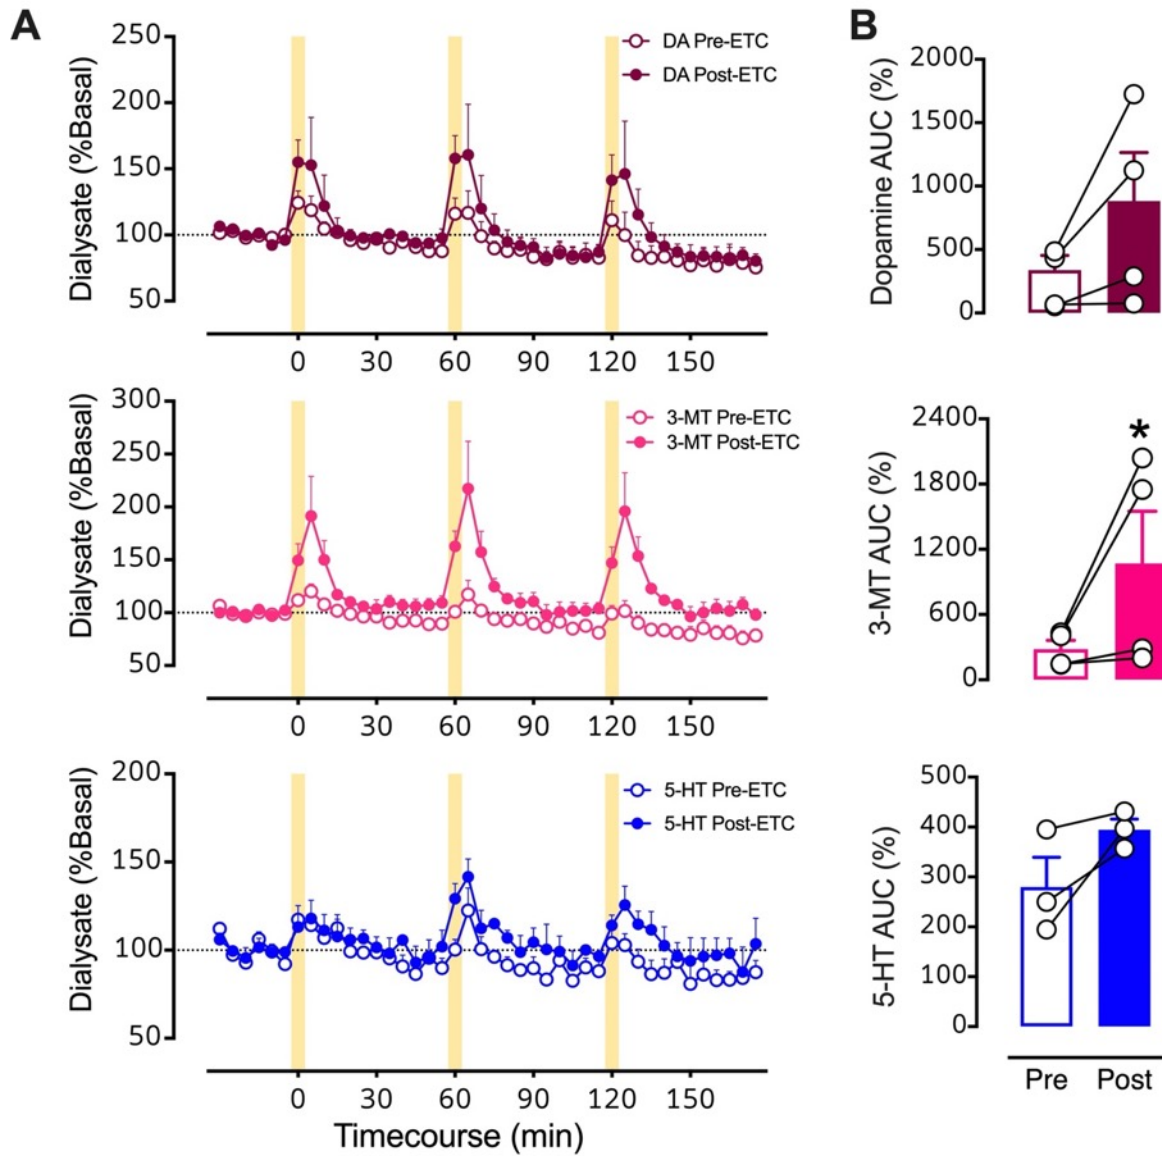 A
250
200
150
100
50
Dialysate (%Basal)
DA Pre-ETC
DA Post-ETC
0 30 60 90 120 150
300
250
200
150
100
50
Dialysate (%Basal)
3-MT Pre-ETC
3-MT Post-ETC
0 30 60 90 120 150
200
150
100
50
Dialysate (%Basal)
5-HT Pre-ETC
5-HT Post-ETC
0 30 60 90 120 150
Timecourse (min)
B
2000
1500
1000
500
0
Dopamine AUC (%)
2400
1800
1200
600
0
3-MT AUC (%)
*
500
400
300
200
100
0
5-HT AUC (%)
Pre Post